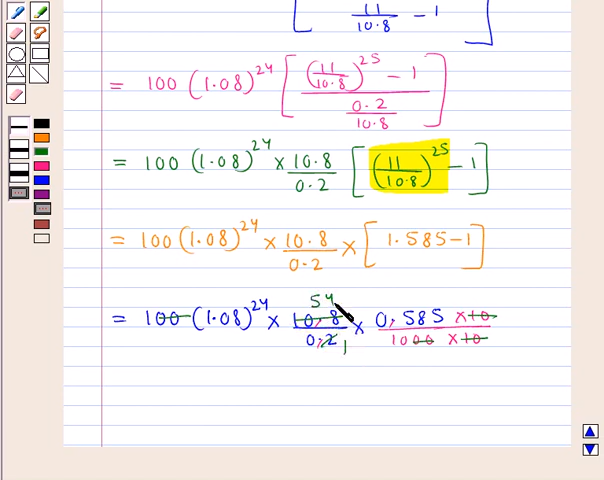 11
10.8 - 1
= 100 (1.08)^24 [ (11/10.8)^25 - 1 / 0.2/10.8 ]
= 100 (1.08)^24 × 10.8/0.2 [ (11/10.8)^25 - 1 ]
= 100 (1.08)^24 × 10.8/0.2 × [ 1.585 - 1 ]
54
= 100 (1.08)^24 × 10.8/0.2 × 0.585 × 10 / 1000 × 10
1